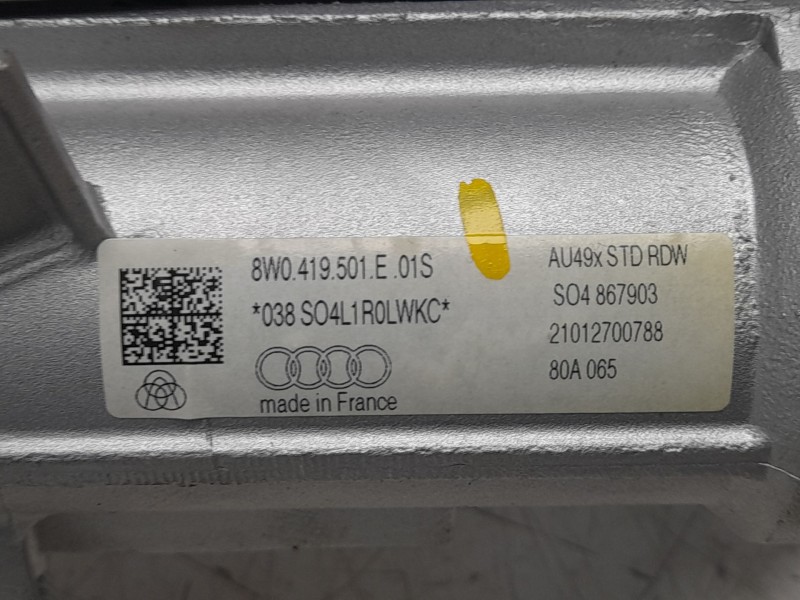 8W0.419.501.E .01S
*038 SO4L1R0LWKC*
made in France
AU49x STD RDW
SO4 867903
21012700788
80A 065